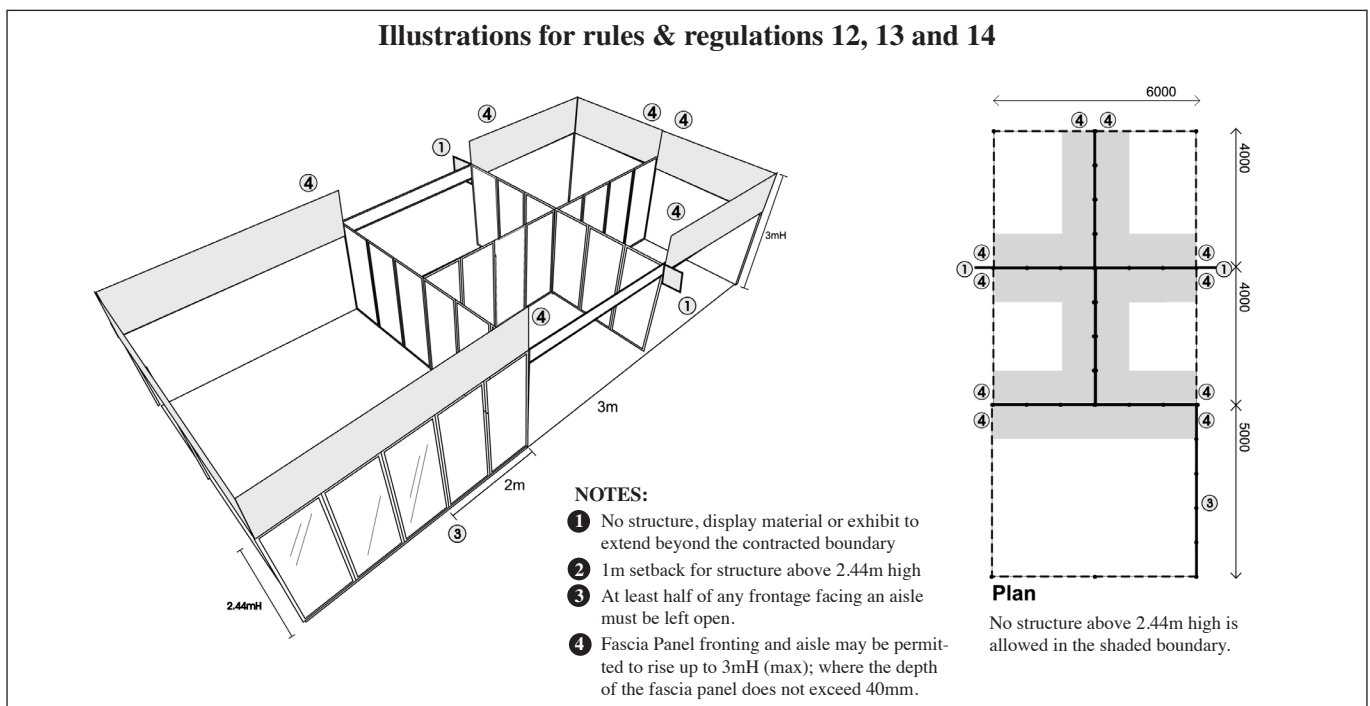 Illustrations for rules & regulations 12, 13 and 14
4
4
4
1
4
4
3mH
1
4
3m
2m
3
2.44mH
NOTES:
1 No structure, display material or exhibit to
extend beyond the contracted boundary
2 1m setback for structure above 2.44m high
3 At least half of any frontage facing an aisle
must be left open.
4 Fascia Panel fronting and aisle may be permit-
ted to rise up to 3mH (max); where the depth
of the fascia panel does not exceed 40mm.
6000
4 4
4000
4 4
1 1
4 4
4000
4 4
4 4
5000
3
Plan
No structure above 2.44m high is
allowed in the shaded boundary.